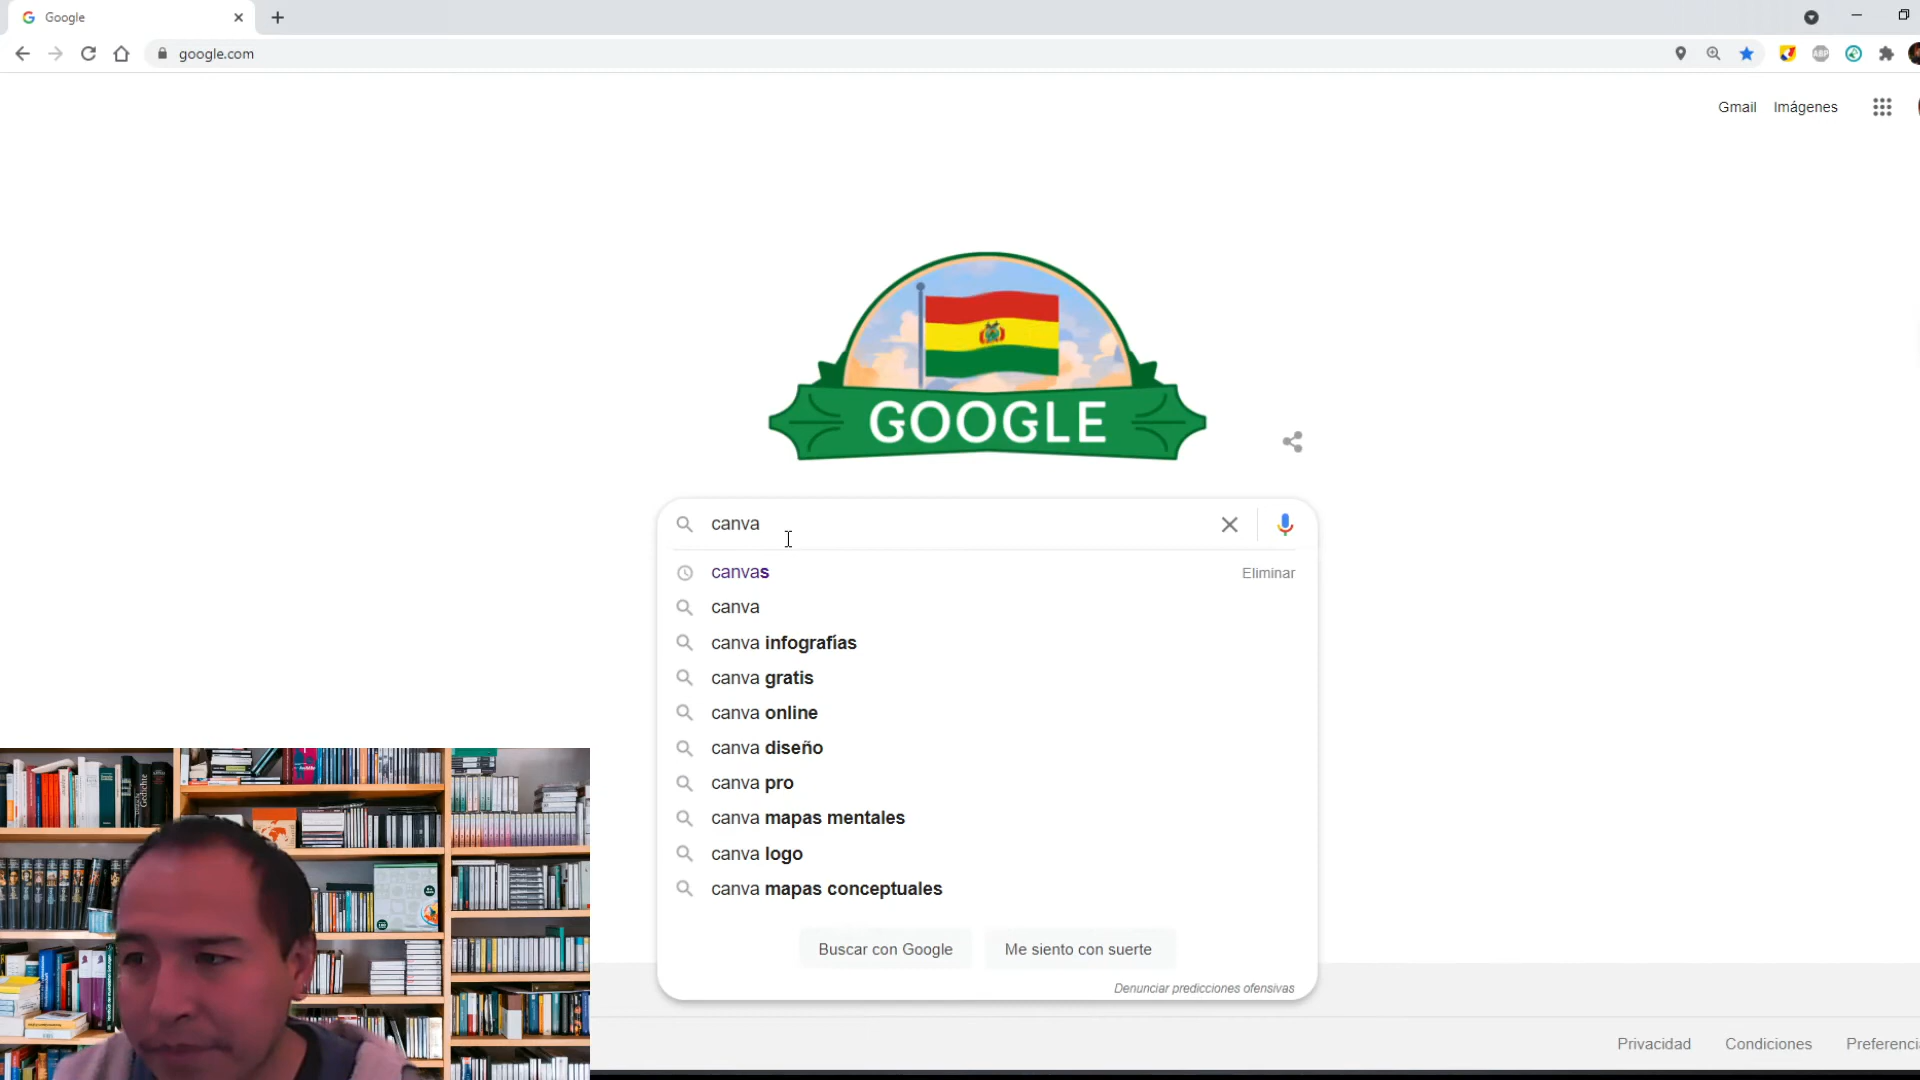 Google
google.com
ABP
Gmail
Imágenes
GOOGLE
canva
canvas
Eliminar
canva
canva infografías
canva gratis
canva online
canva diseño
canva pro
canva mapas mentales
canva logo
canva mapas conceptuales
Buscar con Google
Me siento con suerte
Denunciar predicciones ofensivas
Privacidad
Condiciones
Preferenci